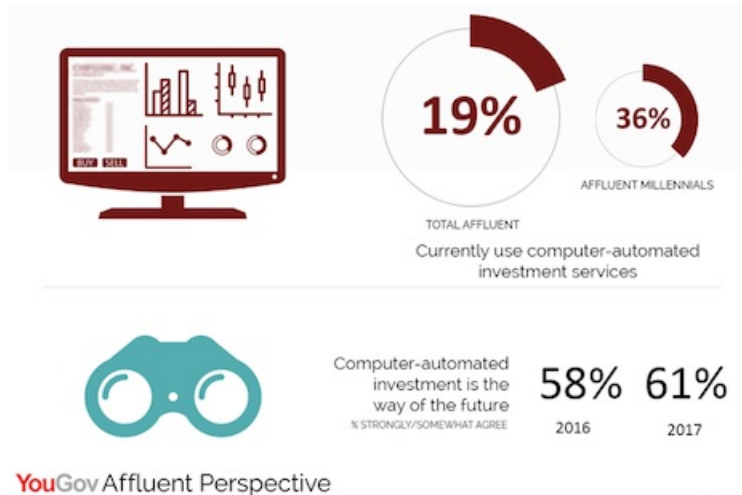 BUY SELL
19%
36%
AFFLUENT MILLENNIALS
TOTAL AFFLUENT
Currently use computer-automated
investment services
Computer-automated
investment is the
way of the future
% STRONGLY/SOMEWHAT AGREE
58% 61%
2016 2017
YouGov Affluent Perspective